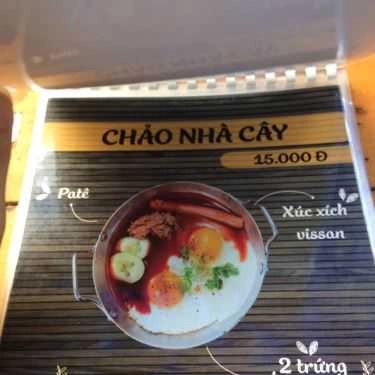 CHẢO NHÀ CÂY
15.000 Đ
Patê
Xúc xích
vissan
2 trứng